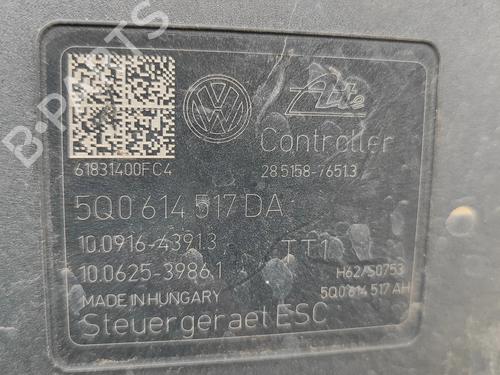 B-PARTS
Ate
Controller
61831400FC4
28.5158-7651.3
5Q0 614 517 DA
10.0916-4391.3
TT1
10.0625-3986.1
H62/S0753
MADE IN HUNGARY
5Q0 614 517 AH
Steuergeraet ESC